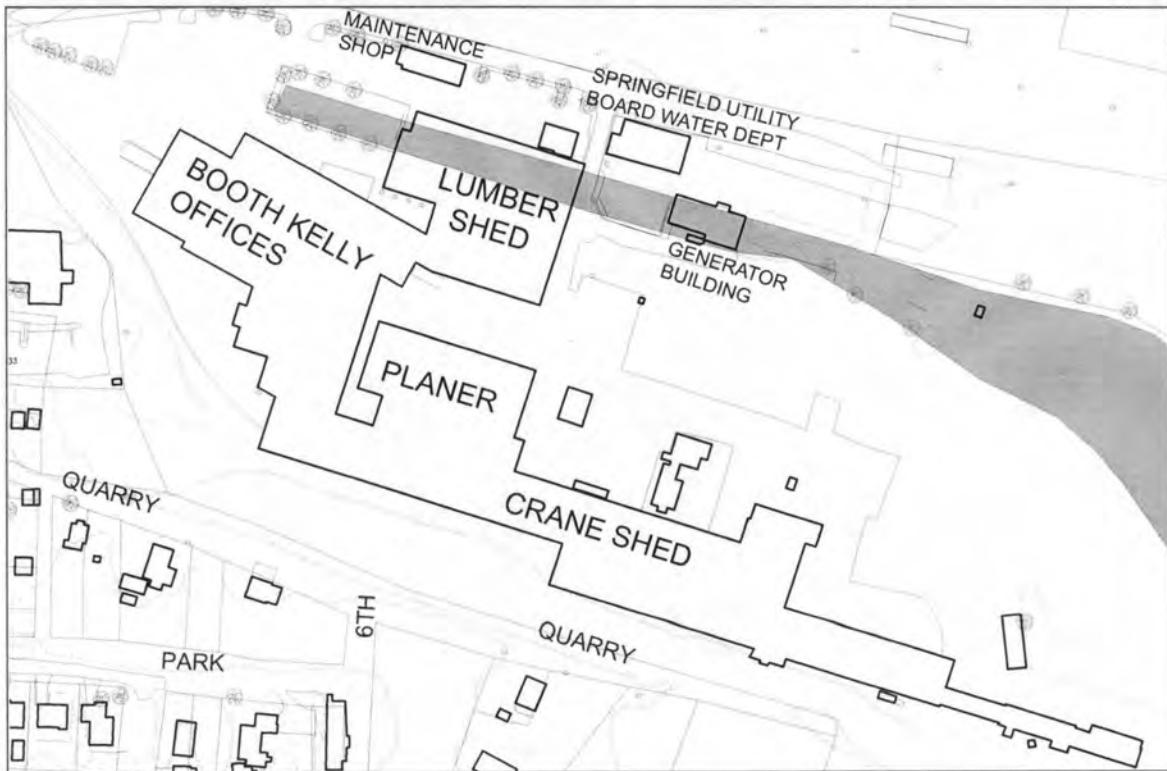 MAINTENANCE
SHOP
SPRINGFIELD UTILITY
BOARD WATER DEPT
BOOTH KELLY
OFFICES
LUMBER
SHED
GENERATOR
BUILDING
PLANER
33
QUARRY
CRANE SHED
6TH
QUARRY
PARK